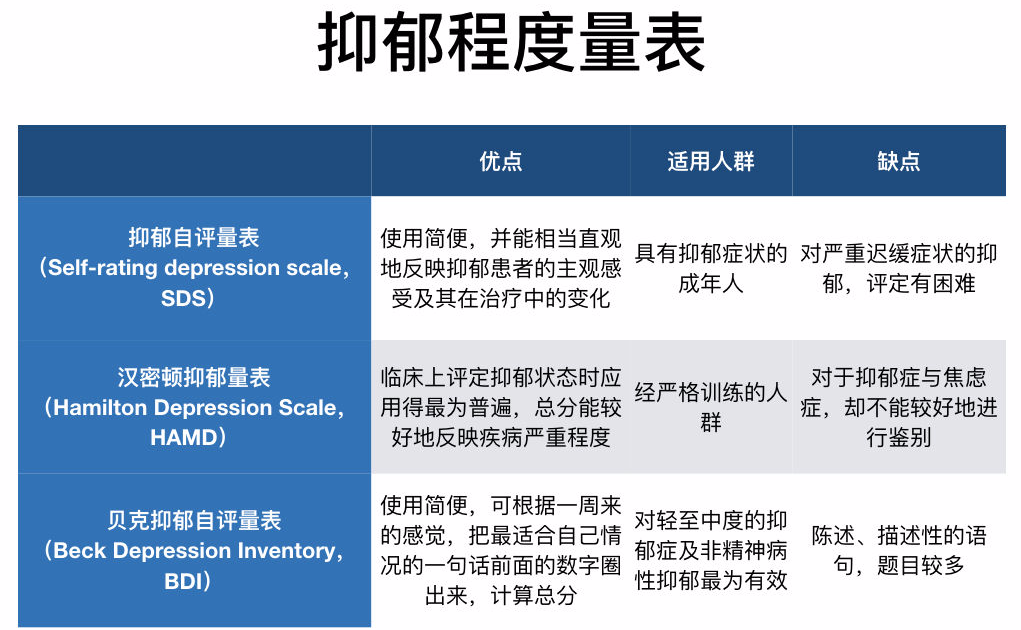 抑郁程度量表
优点
适用人群
缺点
抑郁自评量表
（Self-rating depression scale，
SDS）
使用简便，并能相当直观
地反映抑郁患者的主观感
受及其在治疗中的变化
具有抑郁症状的
成年人
对严重迟缓症状的抑
郁，评定有困难
汉密顿抑郁量表
（Hamilton Depression Scale，
HAMD）
临床上评定抑郁状态时应
用得最为普遍，总分能较
好地反映疾病严重程度
经严格训练的人
群
对于抑郁症与焦虑
症，却不能较好地进
行鉴别
贝克抑郁自评量表
（Beck Depression Inventory，
BDI）
使用简便，可根据一周来
的感觉，把最适合自己情
况的一句话前面的数字圈
出来，计算总分
对轻至中度的抑
郁症及非精神病
性抑郁最为有效
陈述、描述性的语
句，题目较多